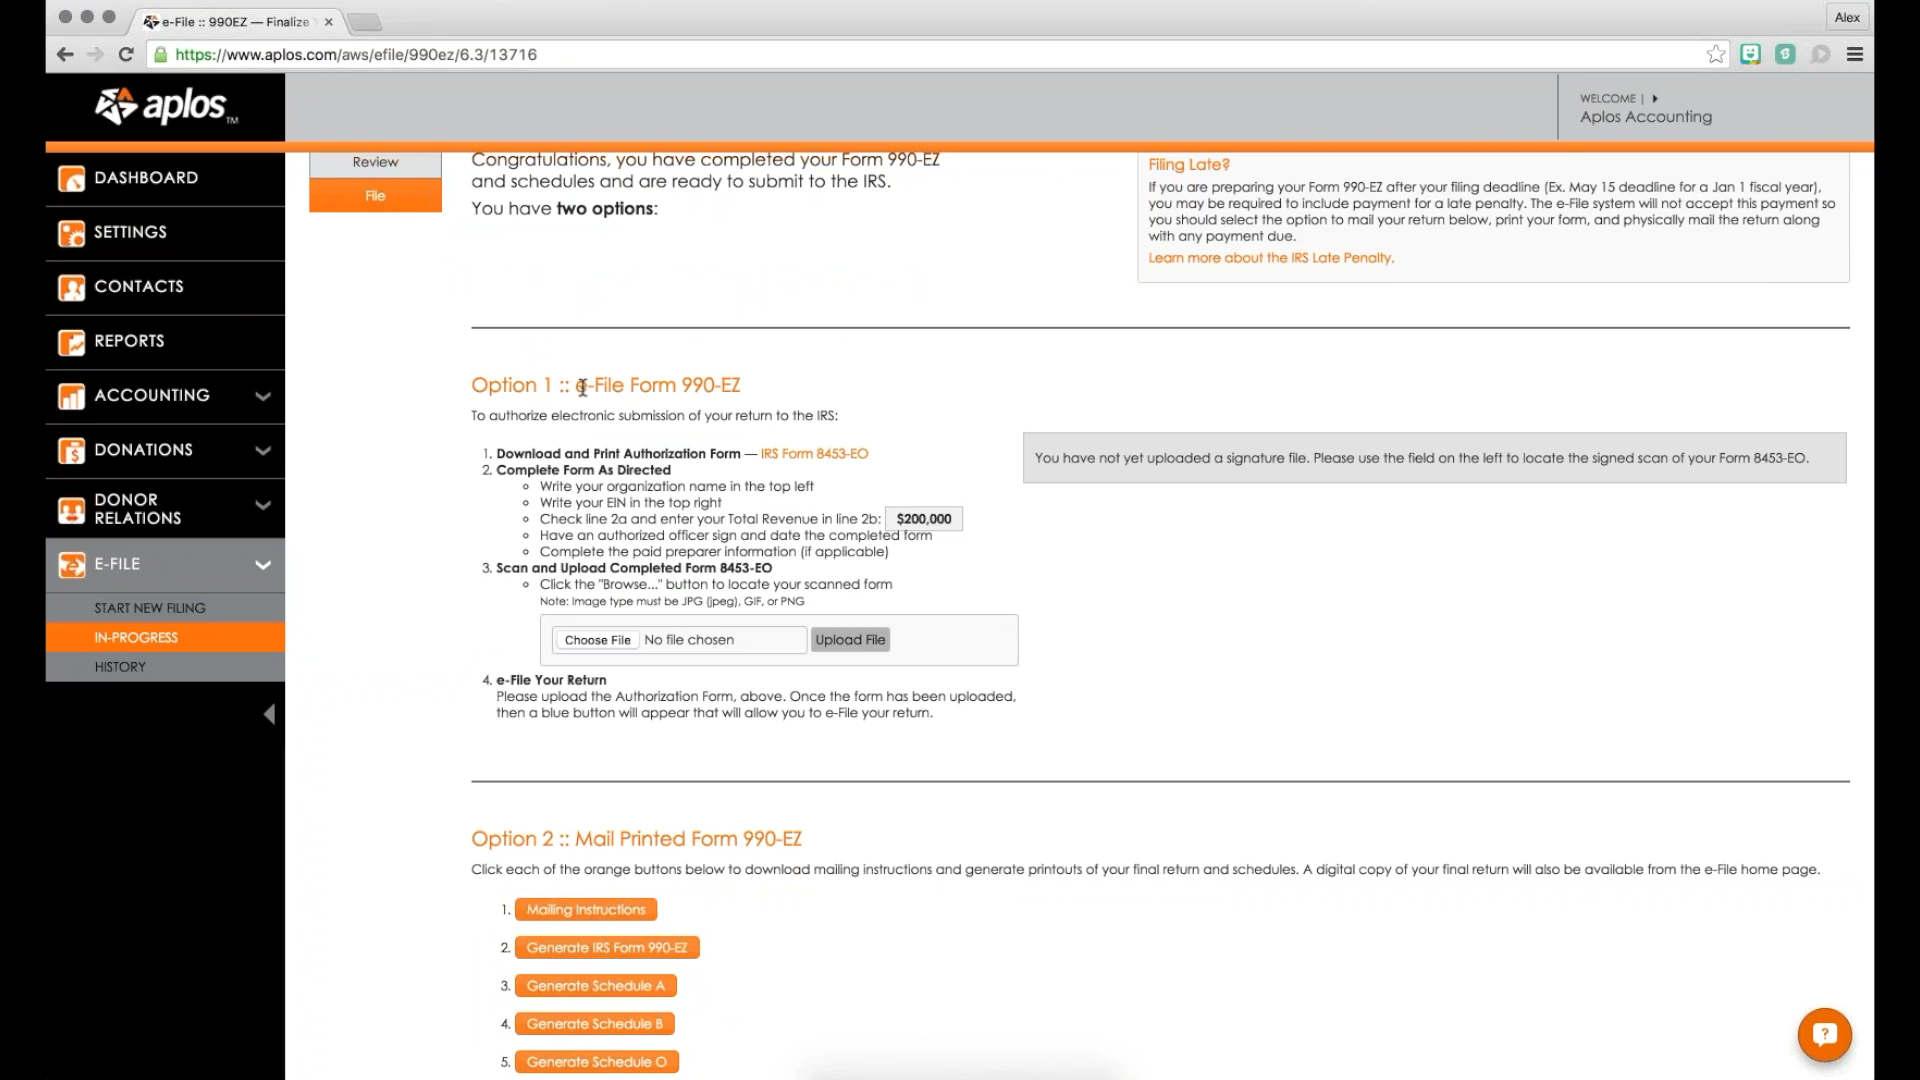 e-File :: 990EZ — Finalize
Alex
https://www.aplos.com/aws/efile/990ez/6.3/13716
aplos TM
WELCOME |
Aplos Accounting
DASHBOARD
SETTINGS
CONTACTS
REPORTS
ACCOUNTING
DONATIONS
DONOR
RELATIONS
E-FILE
START NEW FILING
IN-PROGRESS
HISTORY
Review
File
Congratulations, you have completed your Form 990-EZ
and schedules and are ready to submit to the IRS.
You have two options:
Filing Late?
If you are preparing your Form 990-EZ after your filing deadline (Ex. May 15 deadline for a Jan 1 fiscal year),
you may be required to include payment for a late penalty. The e-File system will not accept this payment so
you should select the option to mail your return below, print your form, and physically mail the return along
with any payment due.
Learn more about the IRS Late Penalty.
Option 1 :: e-File Form 990-EZ
To authorize electronic submission of your return to the IRS:
1. Download and Print Authorization Form — IRS Form 8453-EO
2. Complete Form As Directed
Write your organization name in the top left
Write your EIN in the top right
Check line 2a and enter your Total Revenue in line 2b: $200,000
Have an authorized officer sign and date the completed form
Complete the paid preparer information (if applicable)
3. Scan and Upload Completed Form 8453-EO
Click the "Browse..." button to locate your scanned form
Note: Image type must be JPG (jpeg), GIF, or PNG
Choose File No file chosen Upload File
4. e-File Your Return
Please upload the Authorization Form, above. Once the form has been uploaded,
then a blue button will appear that will allow you to e-File your return.
You have not yet uploaded a signature file. Please use the field on the left to locate the signed scan of your Form 8453-EO.
Option 2 :: Mail Printed Form 990-EZ
Click each of the orange buttons below to download mailing instructions and generate printouts of your final return and schedules. A digital copy of your final return will also be available from the e-File home page.
1. Mailing Instructions
2. Generate IRS Form 990-EZ
3. Generate Schedule A
4. Generate Schedule B
5. Generate Schedule O